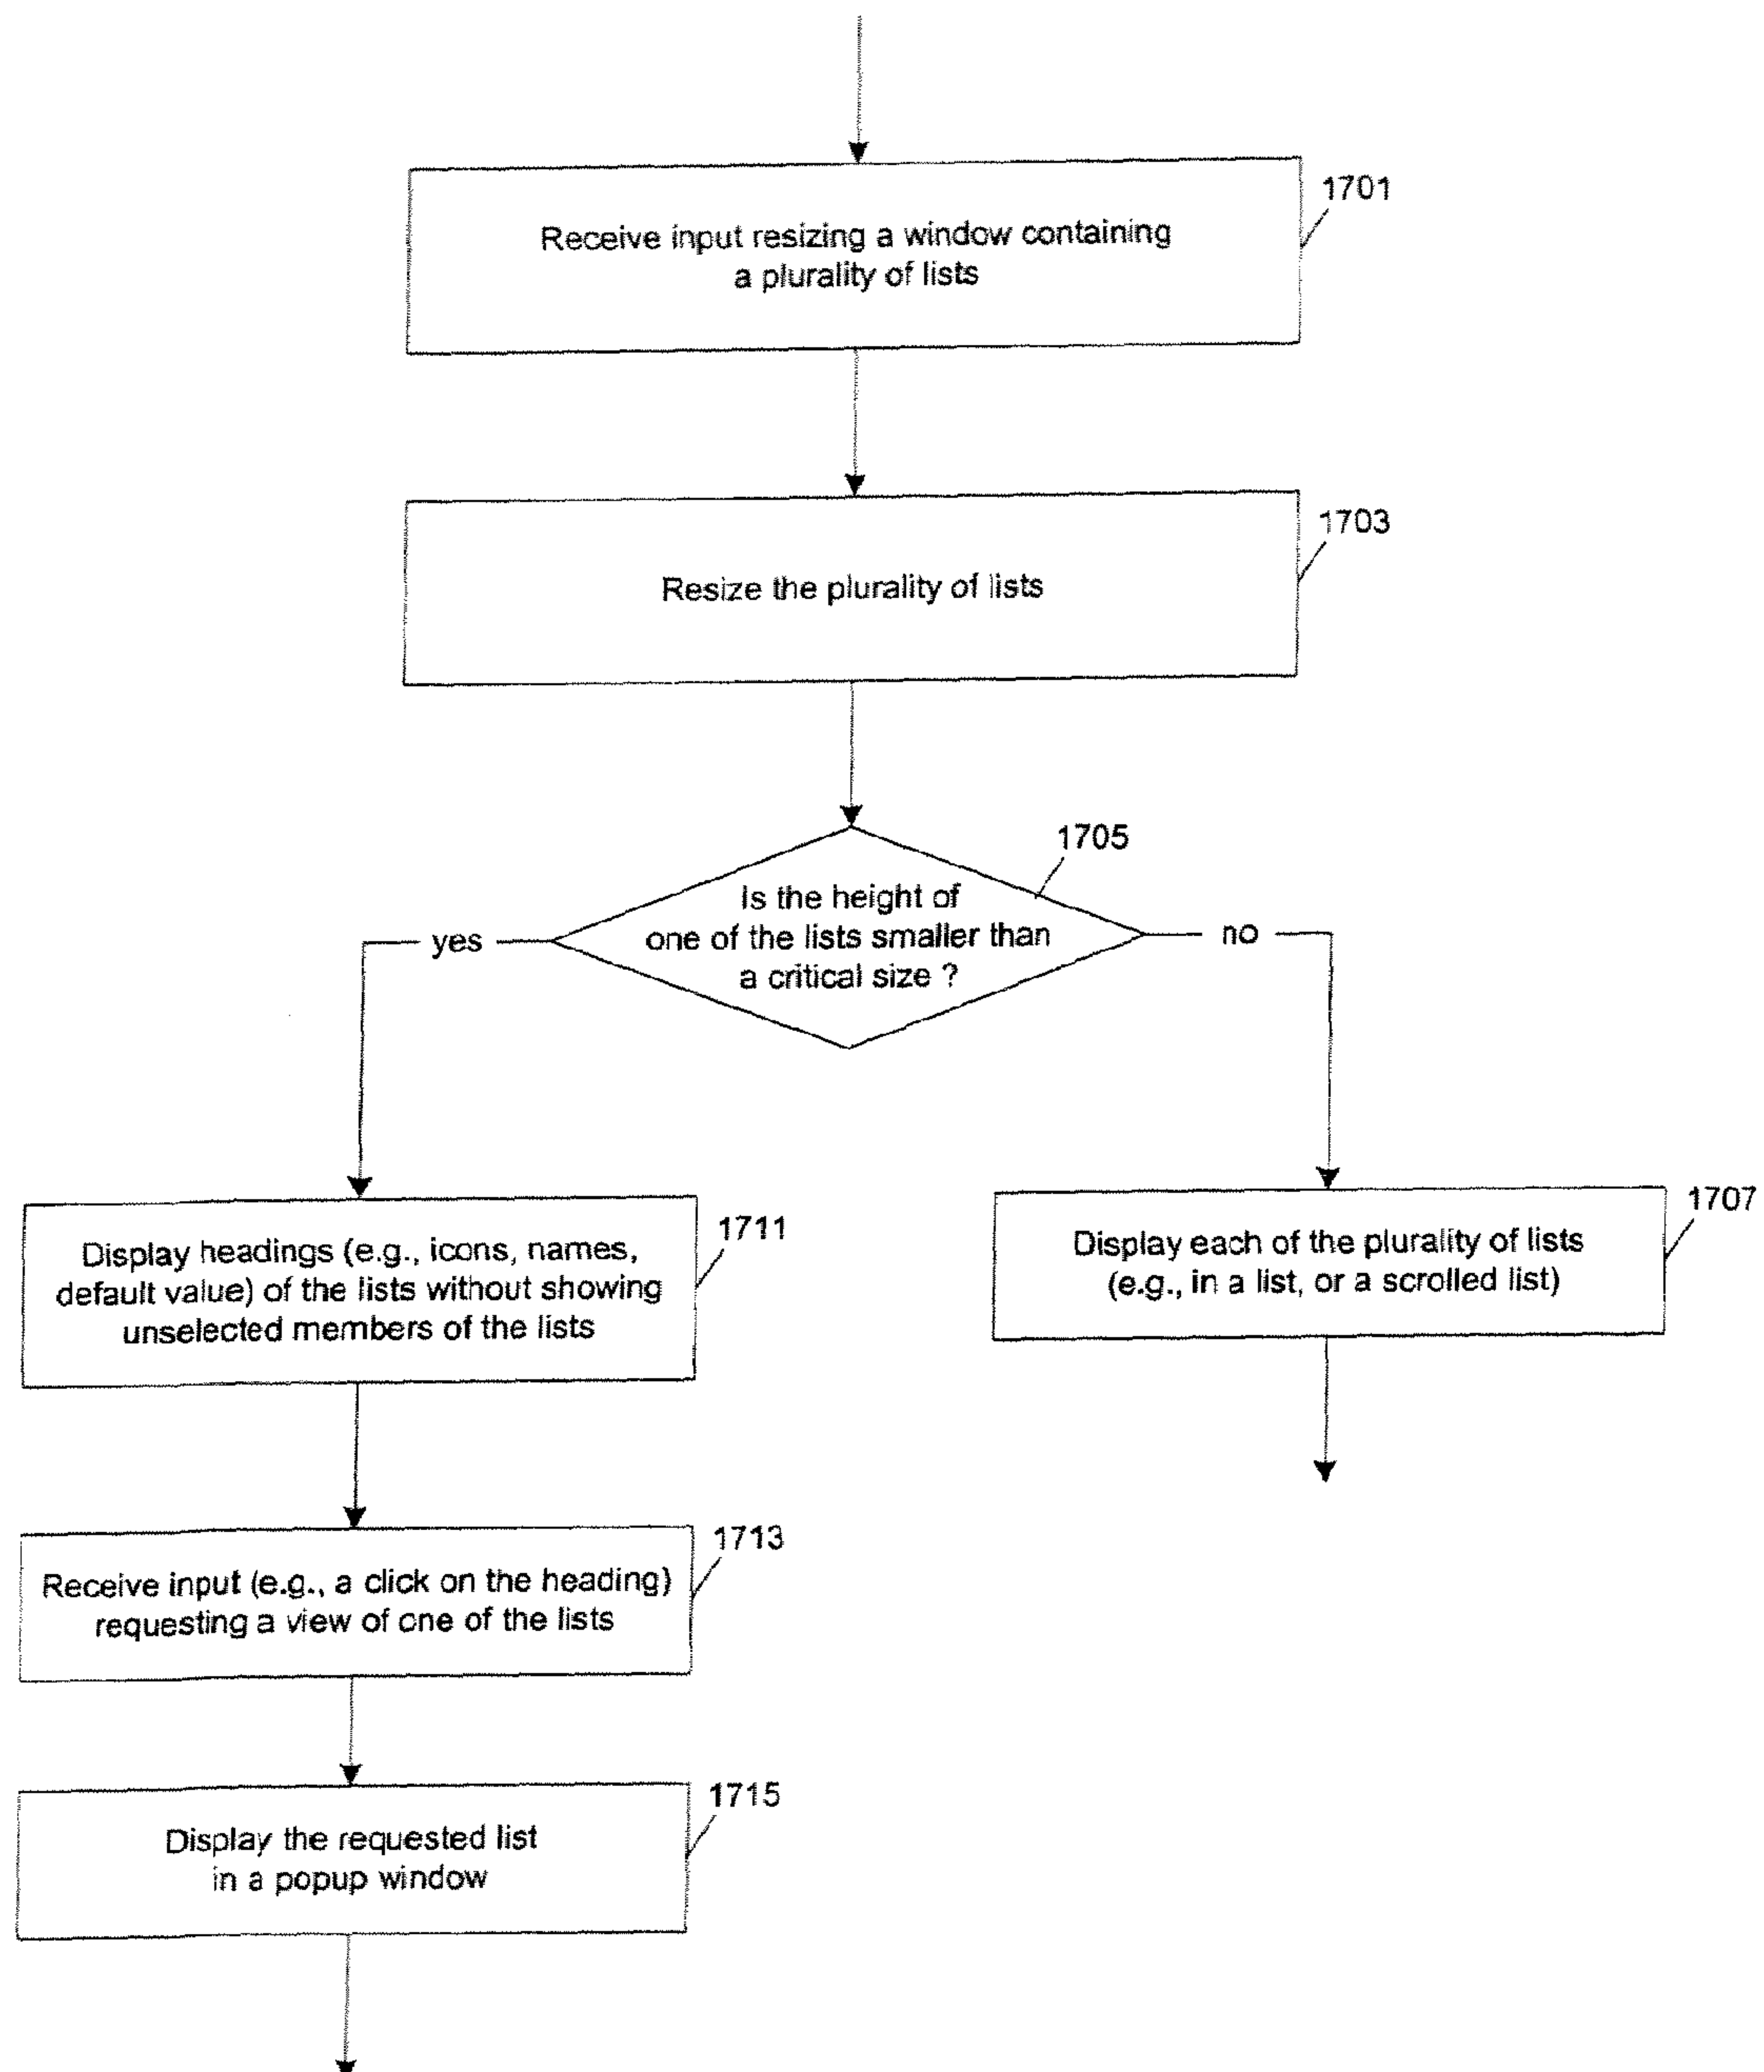 1701
Receive input resizing a window containing
a plurality of lists
1703
Resize the plurality of lists
1705
Is the height of
one of the lists smaller than
a critical size ?
yes
no
1711
Display headings (e.g., icons, names,
default value) of the lists without showing
unselected members of the lists
1707
Display each of the plurality of lists
(e.g., in a list, or a scrolled list)
1713
Receive input (e.g., a click on the heading)
requesting a view of one of the lists
1715
Display the requested list
in a popup window